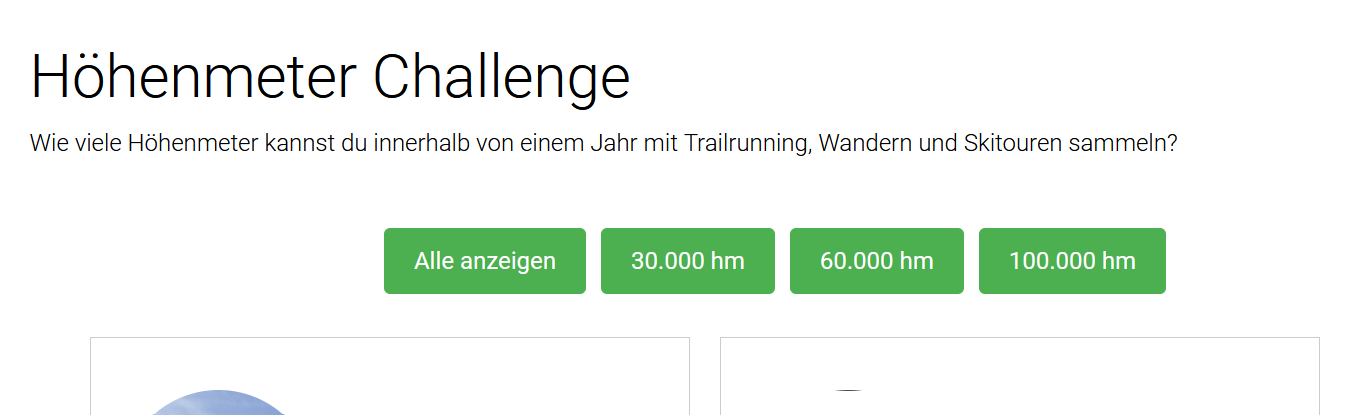 Höhenmeter Challenge
Wie viele Höhenmeter kannst du innerhalb von einem Jahr mit Trailrunning, Wandern und Skitouren sammeln?
Alle anzeigen
30.000 hm
60.000 hm
100.000 hm